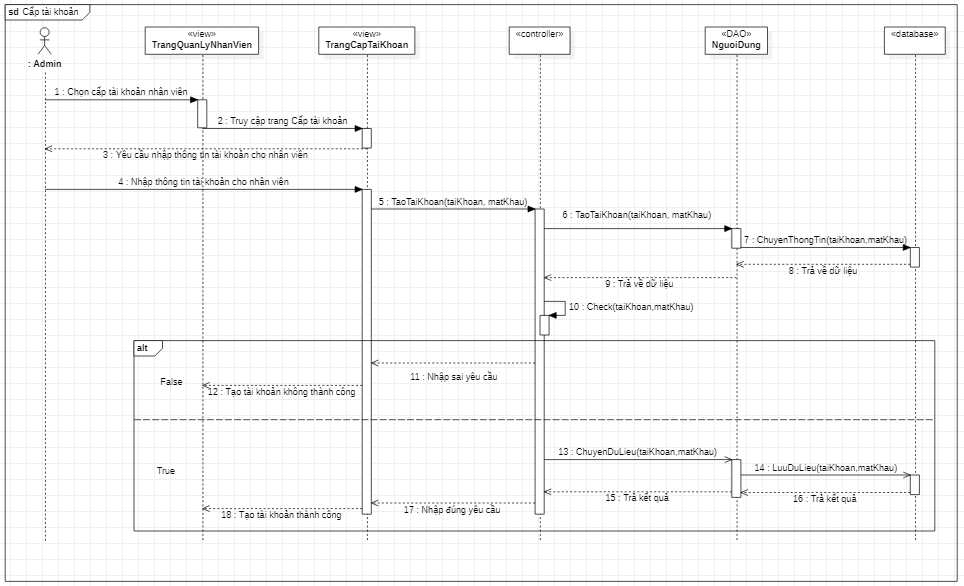 sd Cấp tài khoản
«view»
TrangQuanLyNhanVien
«view»
TrangCapTaiKhoan
«controller»
«DAO»
NguoiDung
«database»
: Admin
1 : Chọn cấp tài khoản nhân viên
2 : Truy cập trang Cấp tài khoản
3 : Yêu cầu nhập thông tin tài khoản cho nhân viên
4 : Nhập thông tin tài khoản cho nhân viên
5 : TaoTaiKhoan(taiKhoan, matKhau)
6 : TaoTaiKhoan(taiKhoan, matKhau)
7 : ChuyenThongTin(taiKhoan,matKhau)
8 : Trả về dữ liệu
9 : Trả về dữ liệu
10 : Check(taiKhoan,matKhau)
alt
11 : Nhập sai yêu cầu
False
12 : Tạo tài khoản không thành công
13 : ChuyenDuLieu(taiKhoan,matKhau)
True
14 : LuuDuLieu(taiKhoan,matKhau)
15 : Trả kết quả
16 : Trả kết quả
17 : Nhập đúng yêu cầu
18 : Tạo tài khoản thành công